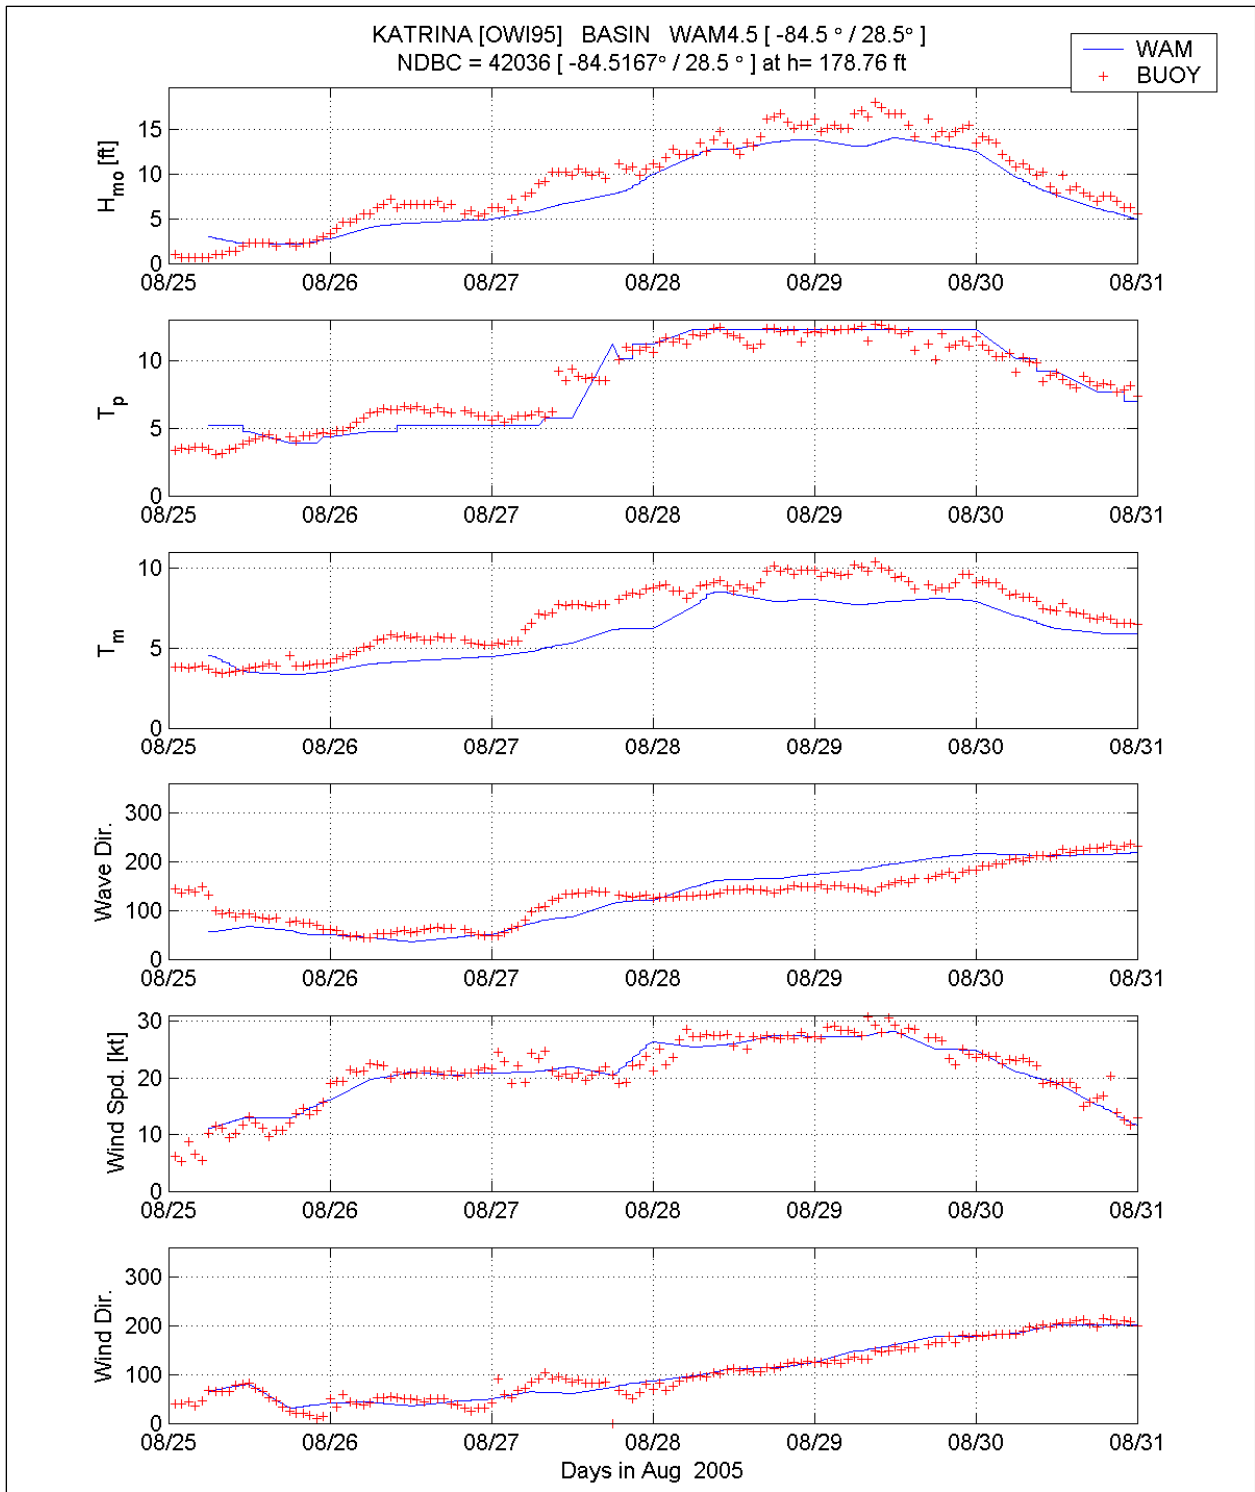 KATRINA [OWI95] BASIN WAM4.5 [ -84.5 ° / 28.5° ]
NDBC = 42036 [ -84.5167° / 28.5 ° ] at h= 178.76 ft
WAM
BUOY
Hmo [ft]
15
10
5
0
08/25 08/26 08/27 08/28 08/29 08/30 08/31
Tp
10
5
0
08/25 08/26 08/27 08/28 08/29 08/30 08/31
Tm
10
5
0
08/25 08/26 08/27 08/28 08/29 08/30 08/31
Wave Dir.
300
200
100
0
08/25 08/26 08/27 08/28 08/29 08/30 08/31
Wind Spd. [kt]
30
20
10
0
08/25 08/26 08/27 08/28 08/29 08/30 08/31
Wind Dir.
300
200
100
0
08/25 08/26 08/27 08/28 08/29 08/30 08/31
Days in Aug 2005